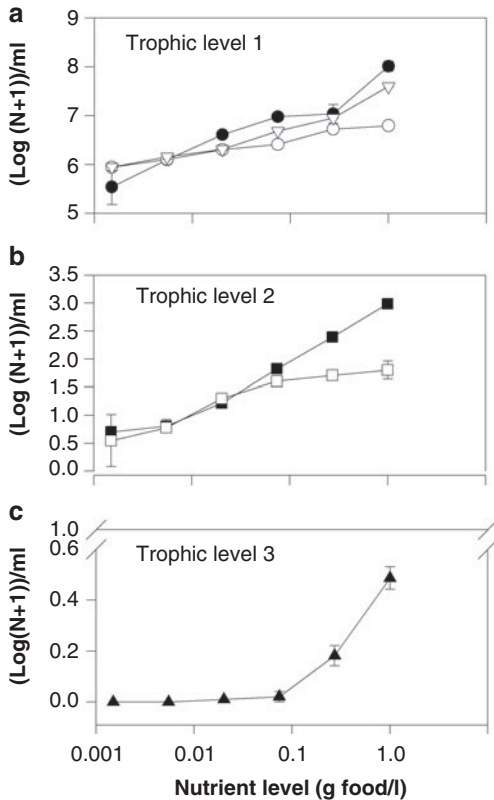 a
Trophic level 1
(Log (N+1))/ml
9
8
7
6
5
b
Trophic level 2
(Log (N+1))/ml
3.5
3.0
2.5
2.0
1.5
1.0
0.5
0.0
c
Trophic level 3
(Log(N+1))/ml
1.0
0.6
0.4
0.2
0.0
0.001
0.01
0.1
1.0
Nutrient level (g food/l)